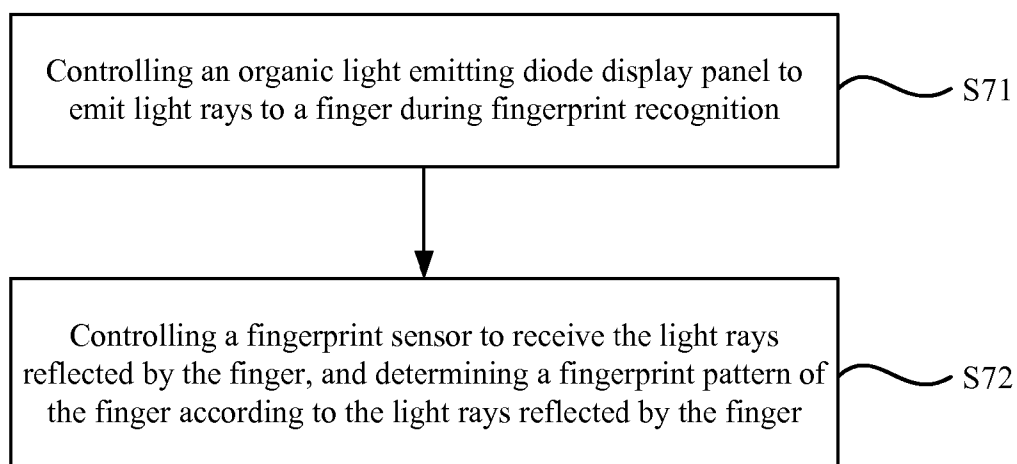 Controlling an organic light emitting diode display panel to
emit light rays to a finger during fingerprint recognition
S71
Controlling a fingerprint sensor to receive the light rays
reflected by the finger, and determining a fingerprint pattern of
the finger according to the light rays reflected by the finger
S72